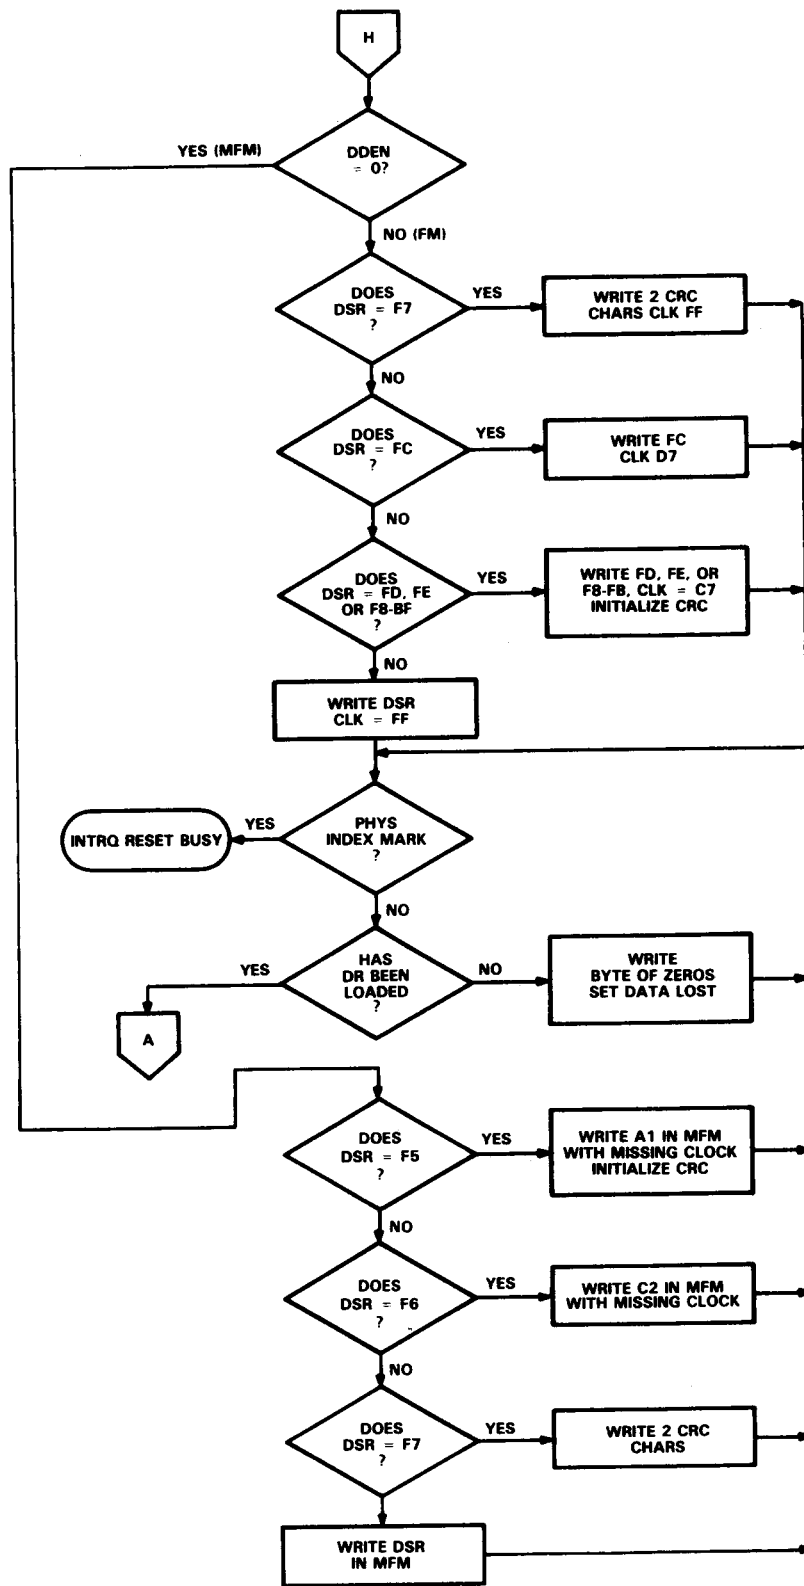 H
YES (MFM)
DDEN
= 0?
NO (FM)
DOES
DSR = F7
?
YES
WRITE 2 CRC
CHARS CLK FF
NO
DOES
DSR = FC
?
YES
WRITE FC
CLK D7
NO
DOES
DSR = FD, FE
OR F8-BF
?
YES
WRITE FD, FE, OR
F8-FB, CLK = C7
INITIALIZE CRC
NO
WRITE DSR
CLK = FF
PHYS
INDEX MARK
?
YES
INTRQ RESET BUSY
NO
HAS
DR BEEN
LOADED
?
YES
A
NO
WRITE
BYTE OF ZEROS
SET DATA LOST
DOES
DSR = F5
?
YES
WRITE A1 IN MFM
WITH MISSING CLOCK
INITIALIZE CRC
NO
DOES
DSR = F6
?
YES
WRITE C2 IN MFM
WITH MISSING CLOCK
NO
DOES
DSR = F7
?
YES
WRITE 2 CRC
CHARS
WRITE DSR
IN MFM